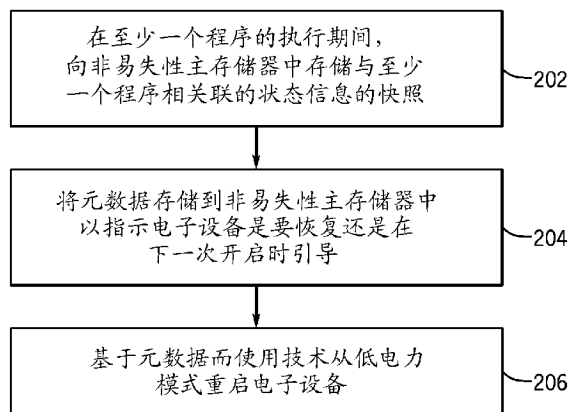 在至少一个程序的执行期间，
向非易失性主存储器中存储与至少
一个程序相关联的状态信息的快照
202
将元数据存储到非易失性主存储器中
以指示电子设备是要恢复还是在
下一次开启时引导
204
基于元数据而使用技术从低电力
模式重启电子设备
206